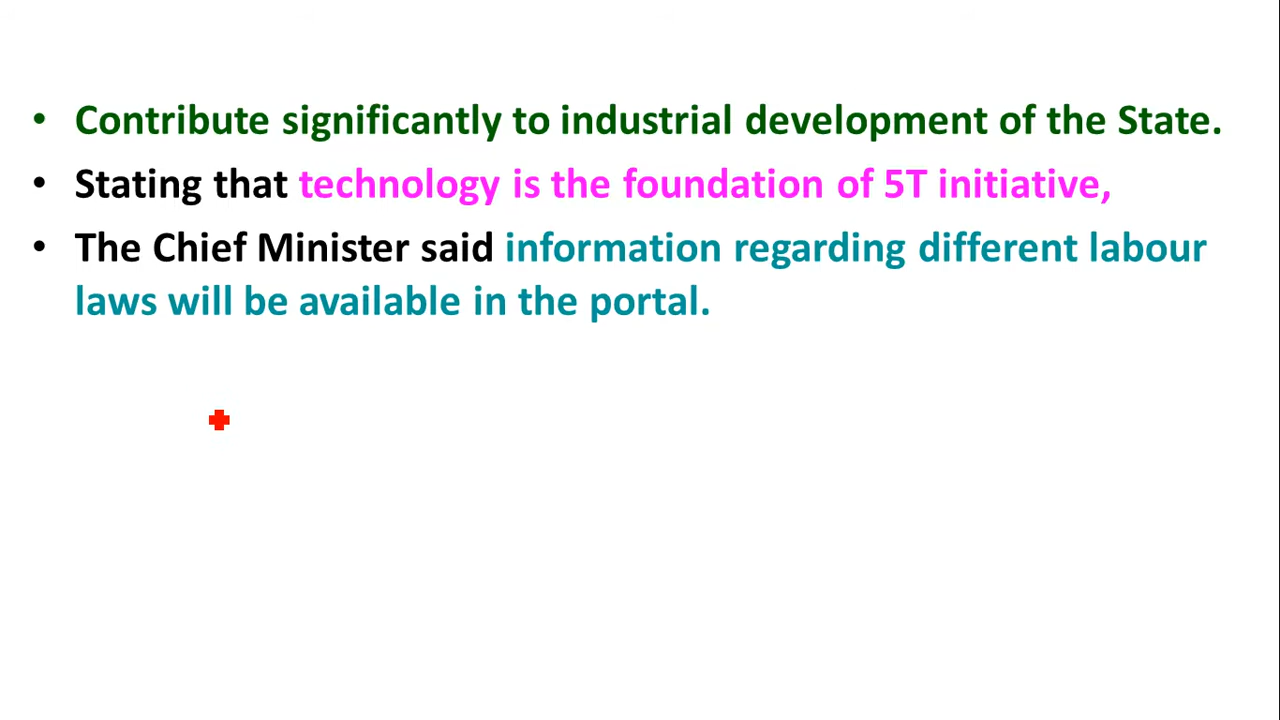 • Contribute significantly to industrial development of the State.
• Stating that technology is the foundation of 5T initiative,
• The Chief Minister said information regarding different labour
laws will be available in the portal.